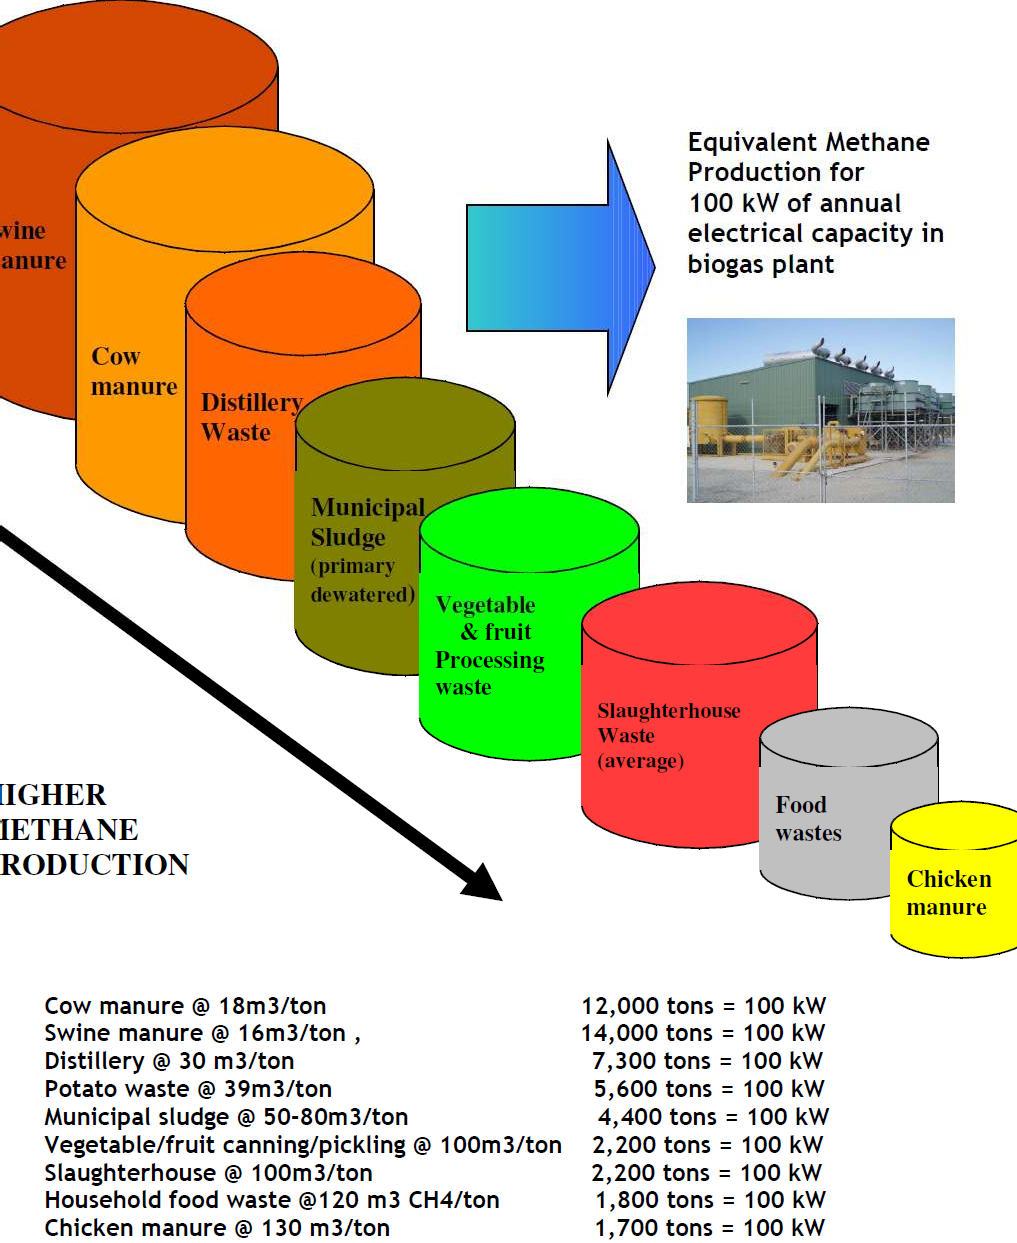 Equivalent Methane
Production for
100 kW of annual
electrical capacity in
biogas plant
wine
anure
Cow
manure
Distillery
Waste
Municipal
Sludge
(primary
dewatered)
Vegetable
& fruit
Processing
waste
Slaughterhouse
Waste
(average)
Food
wastes
Chicken
manure
IGHER
METHANE
RODUCTION
Cow manure @ 18m3/ton 12,000 tons = 100 kW
Swine manure @ 16m3/ton , 14,000 tons = 100 kW
Distillery @ 30 m3/ton 7,300 tons = 100 kW
Potato waste @ 39m3/ton 5,600 tons = 100 kW
Municipal sludge @ 50-80m3/ton 4,400 tons = 100 kW
Vegetable/fruit canning/pickling @ 100m3/ton 2,200 tons = 100 kW
Slaughterhouse @ 100m3/ton 2,200 tons = 100 kW
Household food waste @120 m3 CH4/ton 1,800 tons = 100 kW
Chicken manure @ 130 m3/ton 1,700 tons = 100 kW